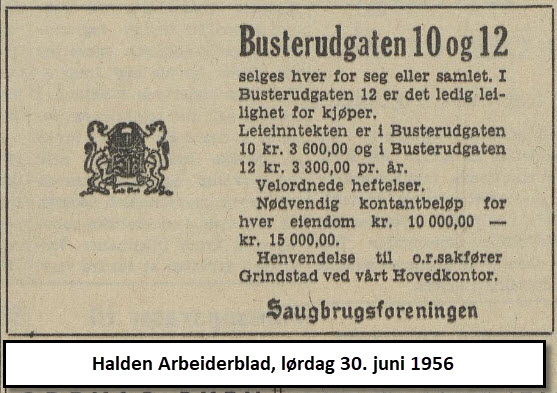 Busterudgaten 10 og 12
selges hver for seg eller samlet. I
Busterudgaten 12 er det ledig lei-
lighet for kjøper.
Leieinntekten er i Busterudgaten
10 kr. 3 600,00 og i Busterudgaten
12 kr. 3 300,00 pr. år.
Velordnede heftelser.
Nødvendig kontantbeløp for
hver eiendom kr. 10 000,00 —
kr. 15 000,00.
Henvendelse til o.r.sakfører
Grindstad ved vårt Hovedkontor.
Saugbrugsforeningen
Halden Arbeiderblad, lørdag 30. juni 1956